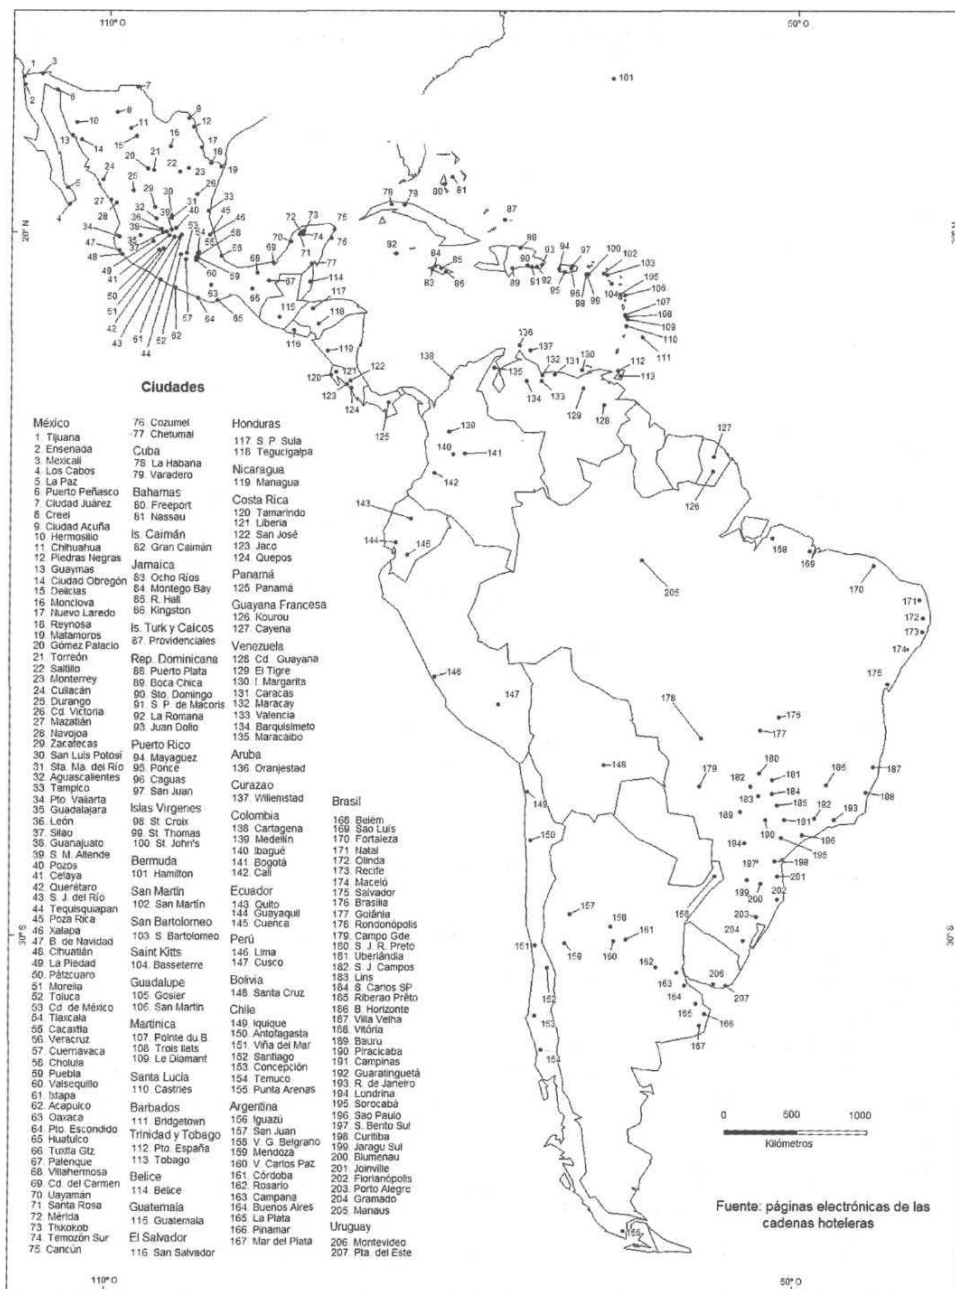 110° O
50° O
20° N
30° S
30° S
Ciudades
México
1 Tijuana
2 Ensenada
3 Mexicali
4 Los Cabos
5 La Paz
6 Puerto Peñasco
7 Ciudad Juárez
8 Creel
9 Ciudad Acuña
10 Hermosillo
11 Chihuahua
12 Piedras Negras
13 Guaymas
14 Ciudad Obregón
15 Delicias
16 Monclova
17 Nuevo Laredo
18 Reynosa
19 Matamoros
20 Gómez Palacio
21 Torreón
22 Saltillo
23 Monterrey
24 Culiacán
25 Durango
26 Cd. Victoria
27 Mazatlán
28 Navojoa
29 Zacatecas
30 San Luis Potosí
31 Sta. Ma. del Río
32 Aguascalientes
33 Tampico
34 Pto. Vallarta
35 Guadalajara
36 León
37 Silao
38 Guanajuato
39 S. M. Allende
40 Pozos
41 Celaya
42 Querétaro
43 S. J. del Río
44 Tequisquiapan
45 Poza Rica
46 Xalapa
47 B. de Navidad
48 Cihuatlán
49 La Piedad
50 Pátzcuaro
51 Morelia
52 Toluca
53 Cd. de México
54 Tlaxcala
55 Cacaxtla
56 Veracruz
57 Cuernavaca
58 Cholula
59 Puebla
60 Valsequillo
61 Ixtapa
62 Acapulco
63 Oaxaca
64 Pto. Escondido
65 Huatulco
66 Tuxtla Gtz
67 Palenque
68 Villahermosa
69 Cd. del Carmen
70 Uayamán
71 Santa Rosa
72 Mérida
73 Tixkokob
74 Temozón Sur
75 Cancún
76 Cozumel
77 Chetumal
Cuba
78 La Habana
79 Varadero
Bahamas
80 Freeport
81 Nassau
Is. Caimán
82 Gran Caimán
Jamaica
83 Ocho Ríos
84 Montego Bay
85 R. Hall
86 Kingston
Is. Turk y Caicos
87 Providenciales
Rep. Dominicana
88 Puerto Plata
89 Boca Chica
90 Sto. Domingo
91 S. P. de Macorís
92 La Romana
93 Juan Dolio
Puerto Rico
94 Mayagüez
95 Ponce
96 Caguas
97 San Juan
Islas Virgenes
98 St Croix
99 St. Thomas
100 St. John's
Bermuda
101 Hamilton
San Martín
102 San Martín
San Bartolomeo
103 S. Bartolomeo
Saint Kitts
104 Basseterre
Guadalupe
105 Gosier
106 San Martín
Martinica
107 Pointe du B.
108 Trois Ilets
109 Le Diamant
Santa Lucía
110 Castries
Barbados
111 Bridgetown
Trinidad y Tobago
112 Pto. España
113 Tobago
Belice
114 Belice
Guatemala
115 Guatemala
El Salvador
116 San Salvador
Honduras
117 S. P. Sula
118 Tegucigalpa
Nicaragua
119 Managua
Costa Rica
120 Tamarindo
121 Liberia
122 San José
123 Jaco
124 Quepos
Panamá
125 Panamá
Guayana Francesa
126 Kourou
127 Cayena
Venezuela
128 Cd. Guayana
129 El Tigre
130 I. Margarita
131 Caracas
132 Maracay
133 Valencia
134 Barquisimeto
135 Maracaibo
Aruba
136 Oranjestad
Curazao
137 Willemstad
Colombia
138 Cartagena
139 Medellín
140 Ibagué
141 Bogotá
142 Cali
Ecuador
143 Quito
144 Guayaquil
145 Cuenca
Perú
146 Lima
147 Cusco
Bolivia
148 Santa Cruz
Chile
149 Iquique
150 Antofagasta
151 Viña del Mar
152 Santiago
153 Concepción
154 Temuco
155 Punta Arenas
Argentina
156 Iguazú
157 San Juan
158 V. G. Belgrano
159 Mendoza
160 V. Carlos Paz
161 Córdoba
162 Rosario
163 Campana
164 Buenos Aires
165 La Plata
166 Pinamar
167 Mar del Plata
Brasil
168 Belém
169 Sao Luís
170 Fortaleza
171 Natal
172 Olinda
173 Recife
174 Maceló
175 Salvador
176 Brasilia
177 Goiânia
178 Rondonópolis
179 Campo Gde
180 S. J. R. Preto
181 Uberlândia
182 S. J. Campos
183 Lins
184 S. Carlos SP
185 Riberao Prêto
186 B. Horizonte
187 Villa Velha
188 Vitória
189 Bauru
190 Piracicaba
191 Campinas
192 Guaratinguetá
193 R. de Janeiro
194 Londrina
195 Sorocabá
196 Sao Paulo
197 S. Bento Sul
198 Curitiba
199 Jaragu Sul
200 Blumenau
201 Joinville
202 Florianópolis
203 Porto Alegre
204 Gramado
205 Manaus
Uruguay
206 Montevideo
207 Pta. del Este
0 500 1000
Kilómetros
Fuente: páginas electrónicas de las
cadenas hoteleras
110° O
50° O